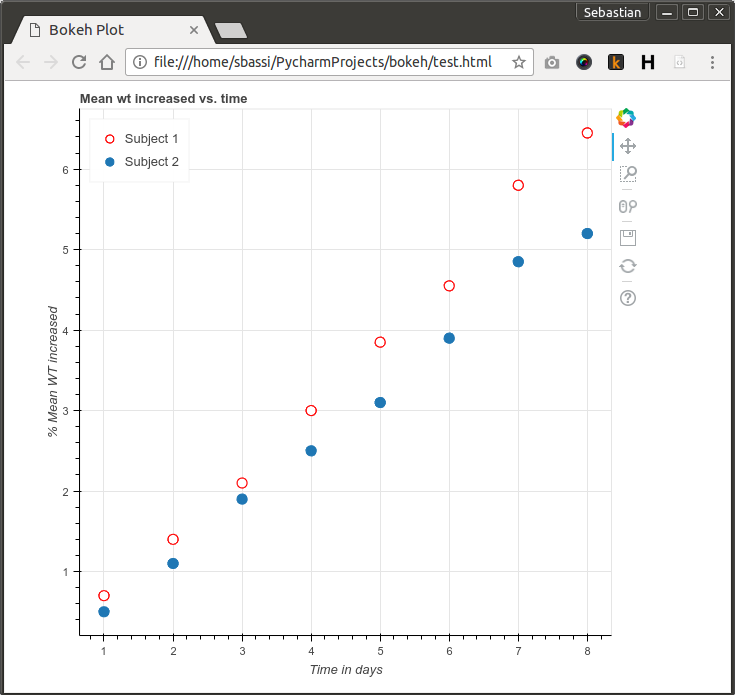 Sebastian
Bokeh Plot
file:///home/sbassi/PycharmProjects/bokeh/test.html
k
H
Mean wt increased vs. time
Subject 1
Subject 2
6
5
4
3
2
1
% Mean WT increased
1 2 3 4 5 6 7 8
Time in days